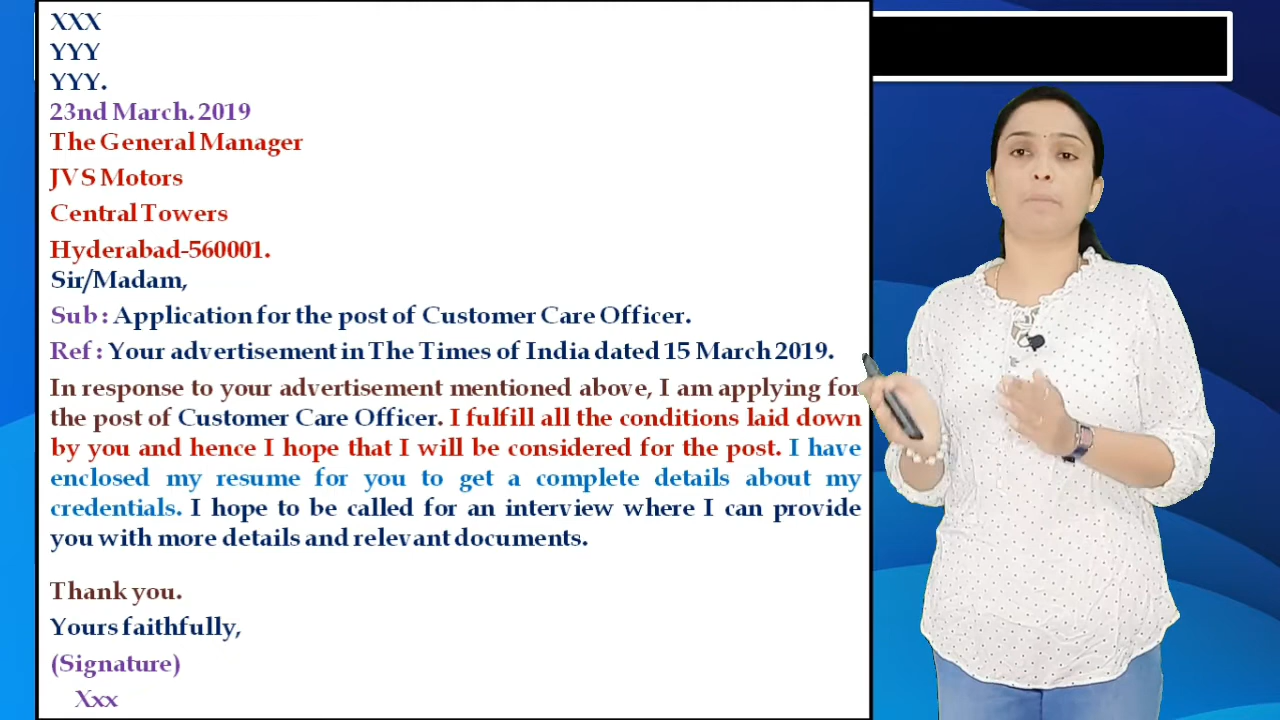 XXX
YYY
YYY.
23nd March. 2019
The General Manager
JVS Motors
Central Towers
Hyderabad-560001.
Sir/Madam,
Sub : Application for the post of Customer Care Officer.
Ref : Your advertisement in The Times of India dated 15 March 2019.
In response to your advertisement mentioned above, I am applying for
the post of Customer Care Officer. I fulfill all the conditions laid down
by you and hence I hope that I will be considered for the post. I have
enclosed my resume for you to get a complete details about my
credentials. I hope to be called for an interview where I can provide
you with more details and relevant documents.
Thank you.
Yours faithfully,
(Signature)
Xxx